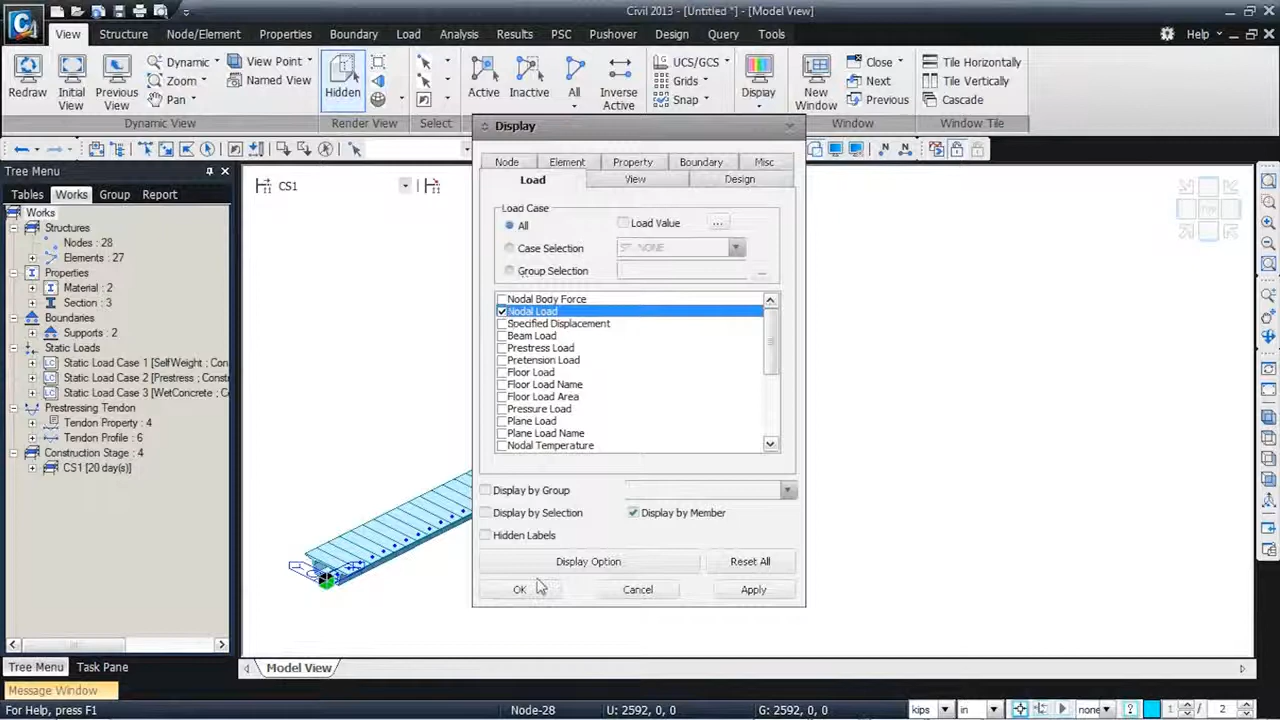 Civil 2013 - [Untitled *] - [Model View]
View Structure Node/Element Properties Boundary Load Analysis Results PSC Pushover Design Query Tools Help
Redraw
Initial View
Previous View
Dynamic
Zoom
Pan
View Point
Named View
Hidden
Active
Inactive
All
Inverse Active
UCS/GCS
Grids
Snap
Display
New Window
Close
Next
Previous
Tile Horizontally
Tile Vertically
Cascade
Dynamic View
Render View
Select
Window
Window Tile
Tree Menu
Tables Works Group Report
Works
Structures
Nodes : 28
Elements : 27
Properties
Material : 2
Section : 3
Boundaries
Supports : 2
Static Loads
Static Load Case 1 [SelfWeight ; Con
Static Load Case 2 [Prestress ; Constr
Static Load Case 3 [WetConcrete ; Co
Prestressing Tendon
Tendon Property : 4
Tendon Profile : 6
Construction Stage : 4
CS1 [20 day(s)]
CS1
Display
Node Element Property Boundary Misc
Load View Design
Load Case
All
Load Value
...
Case Selection
ST_NONE
Group Selection
Nodal Body Force
Nodal Load
Specified Displacement
Beam Load
Prestress Load
Pretension Load
Floor Load
Floor Load Name
Floor Load Area
Pressure Load
Plane Load
Plane Load Name
Nodal Temperature
Display by Group
Display by Selection
Display by Member
Hidden Labels
Display Option
Reset All
OK
Cancel
Apply
Top
Tree Menu Task Pane
Model View
Message Window
For Help, press F1
Node-28
U: 2592, 0, 0
G: 2592, 0, 0
kips
in
none
1 / 2